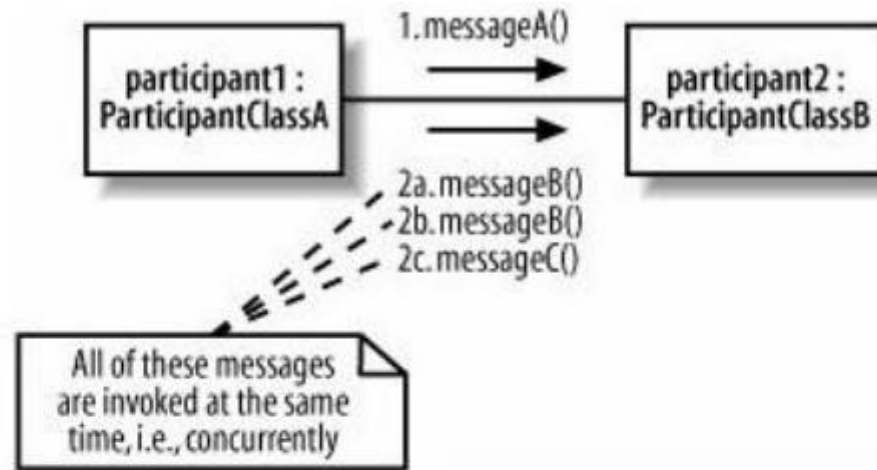 1.messageA()
participant1 :
ParticipantClassA
participant2 :
ParticipantClassB
2a.messageB()
2b.messageB()
2c.messageC()
All of these messages
are invoked at the same
time, i.e., concurrently